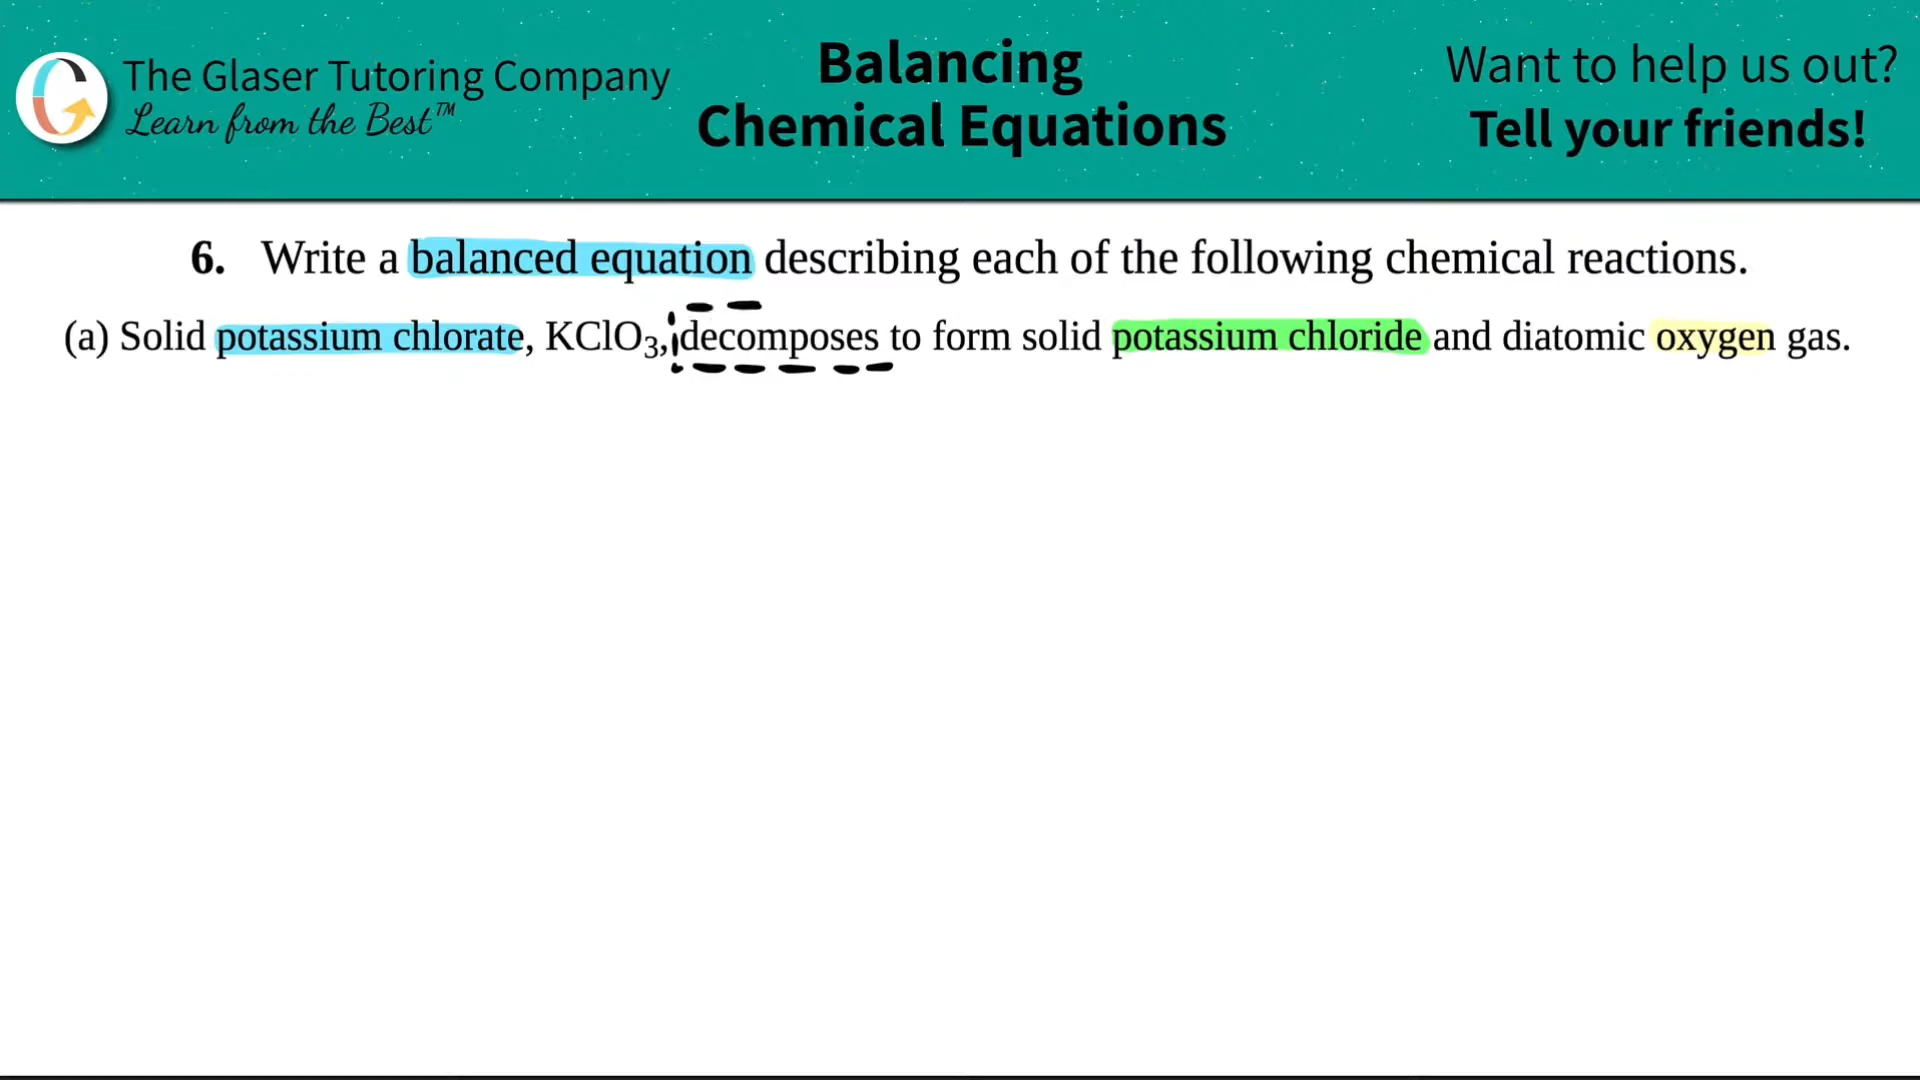 The Glaser Tutoring Company
Learn from the Best™
Balancing
Chemical Equations
Want to help us out?
Tell your friends!
6. Write a balanced equation describing each of the following chemical reactions.
(a) Solid potassium chlorate, KClO₃, decomposes to form solid potassium chloride and diatomic oxygen gas.